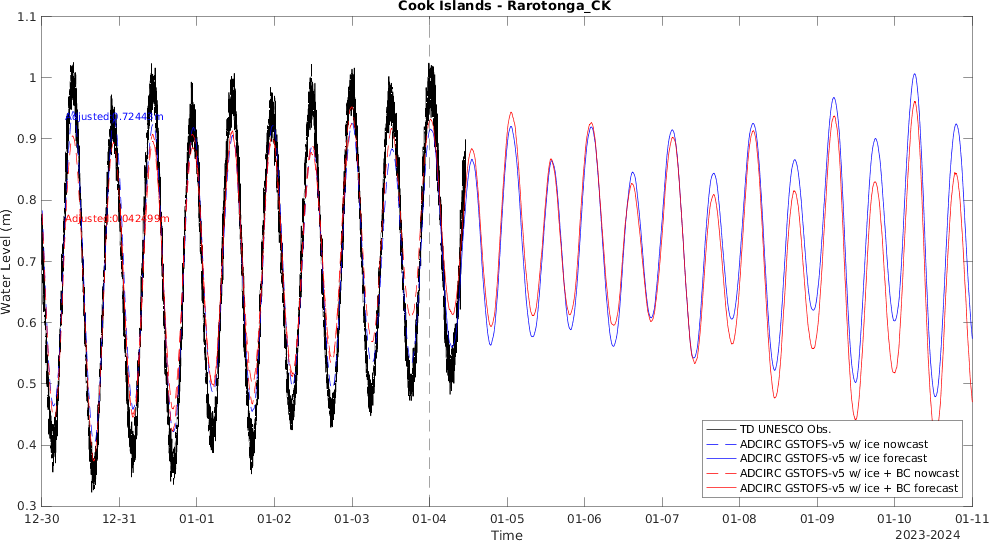 Cook Islands - Rarotonga_CK
1.1
1
0.9
0.8
0.7
0.6
0.5
0.4
0.3
Water Level (m)
Adjusted:0.042499m
12-30
12-31
01-01
01-02
01-03
01-04
01-05
01-06
01-07
01-08
01-09
01-10
01-11
Time
2023-2024
TD UNESCO Obs.
ADCIRC GSTOFS-v5 w/ ice nowcast
ADCIRC GSTOFS-v5 w/ ice forecast
ADCIRC GSTOFS-v5 w/ ice + BC nowcast
ADCIRC GSTOFS-v5 w/ ice + BC forecast